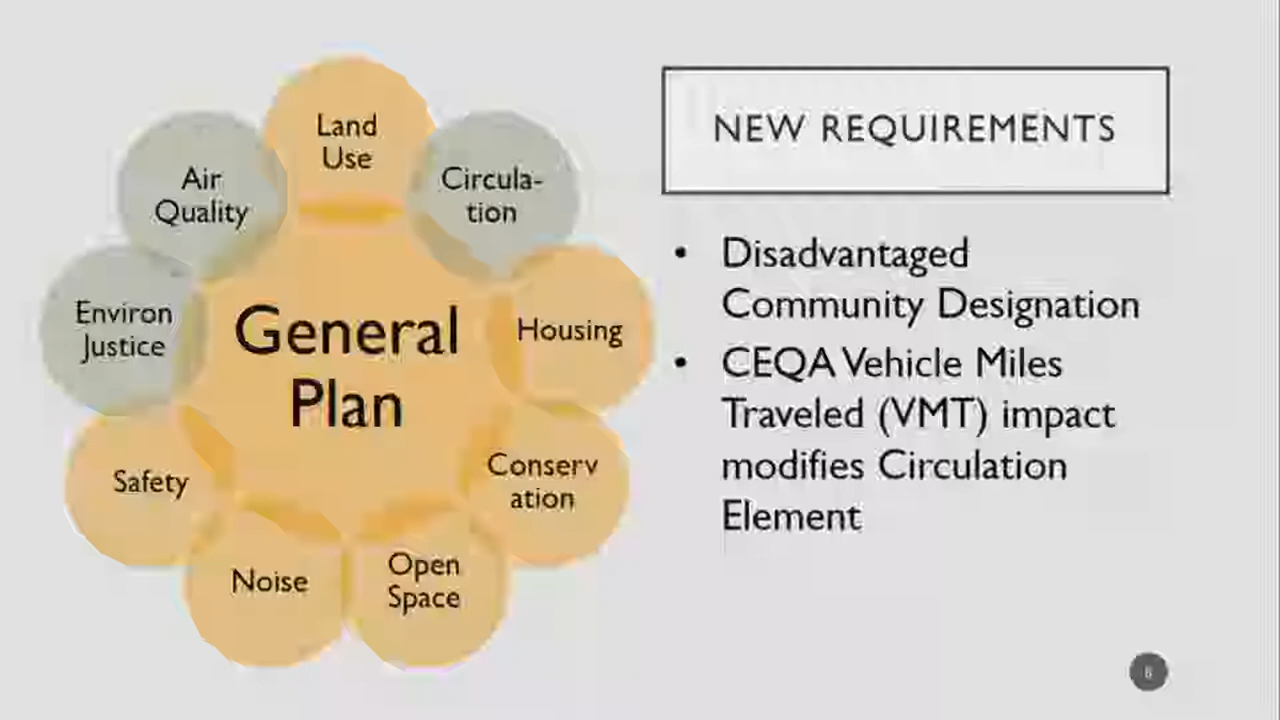 Land
Use
Circula-
tion
Housing
Conserv
ation
Open
Space
Noise
Safety
Environ
Justice
Air
Quality
General
Plan
NEW REQUIREMENTS
• Disadvantaged
Community Designation
• CEQA Vehicle Miles
Traveled (VMT) impact
modifies Circulation
Element